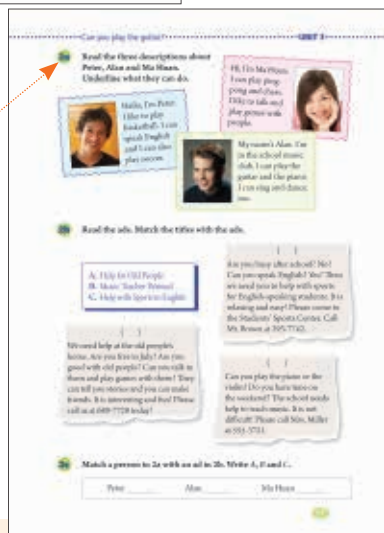 Can you play the guitar?
UNIT 1
2a Read the three descriptions about
Peter, Alan and Ma Huan.
Underline what they can do.
Hello, I'm Peter.
I like to play
basketball. I can
speak English
and I can also
play soccer.
Hi, I'm Ma Huan.
I can play ping-
pong and chess.
I like to talk and
play games with
people.
My name's Alan. I'm
in the school music
club. I can play the
guitar and the piano.
I can sing and dance,
too.
2b Read the ads. Match the titles with the ads.
A. Help for Old People
B. Music Teacher Wanted
C. Help with Sports in English
( )
Are you busy after school? No?
Can you speak English? Yes? Then
we need you to help with sports
for English-speaking students. It is
relaxing and easy! Please come to
the Students' Sports Center. Call
Mr. Brown at 293-7742.
( )
We need help at the old people's
home. Are you free in July? Are you
good with old people? Can you talk to
them and play games with them? They
can tell you stories, and you can make
friends. It is interesting and fun! Please
call us at 689-7729 today!
( )
Can you play the piano or the
violin? Do you have time on
the weekend? The school needs
help to teach music. It is not
difficult! Please call Mrs. Miller
at 555-3721.
2c Match a person in 2a with an ad in 2b. Write A, B and C.
Peter ______ Alan ______ Ma Huan ______